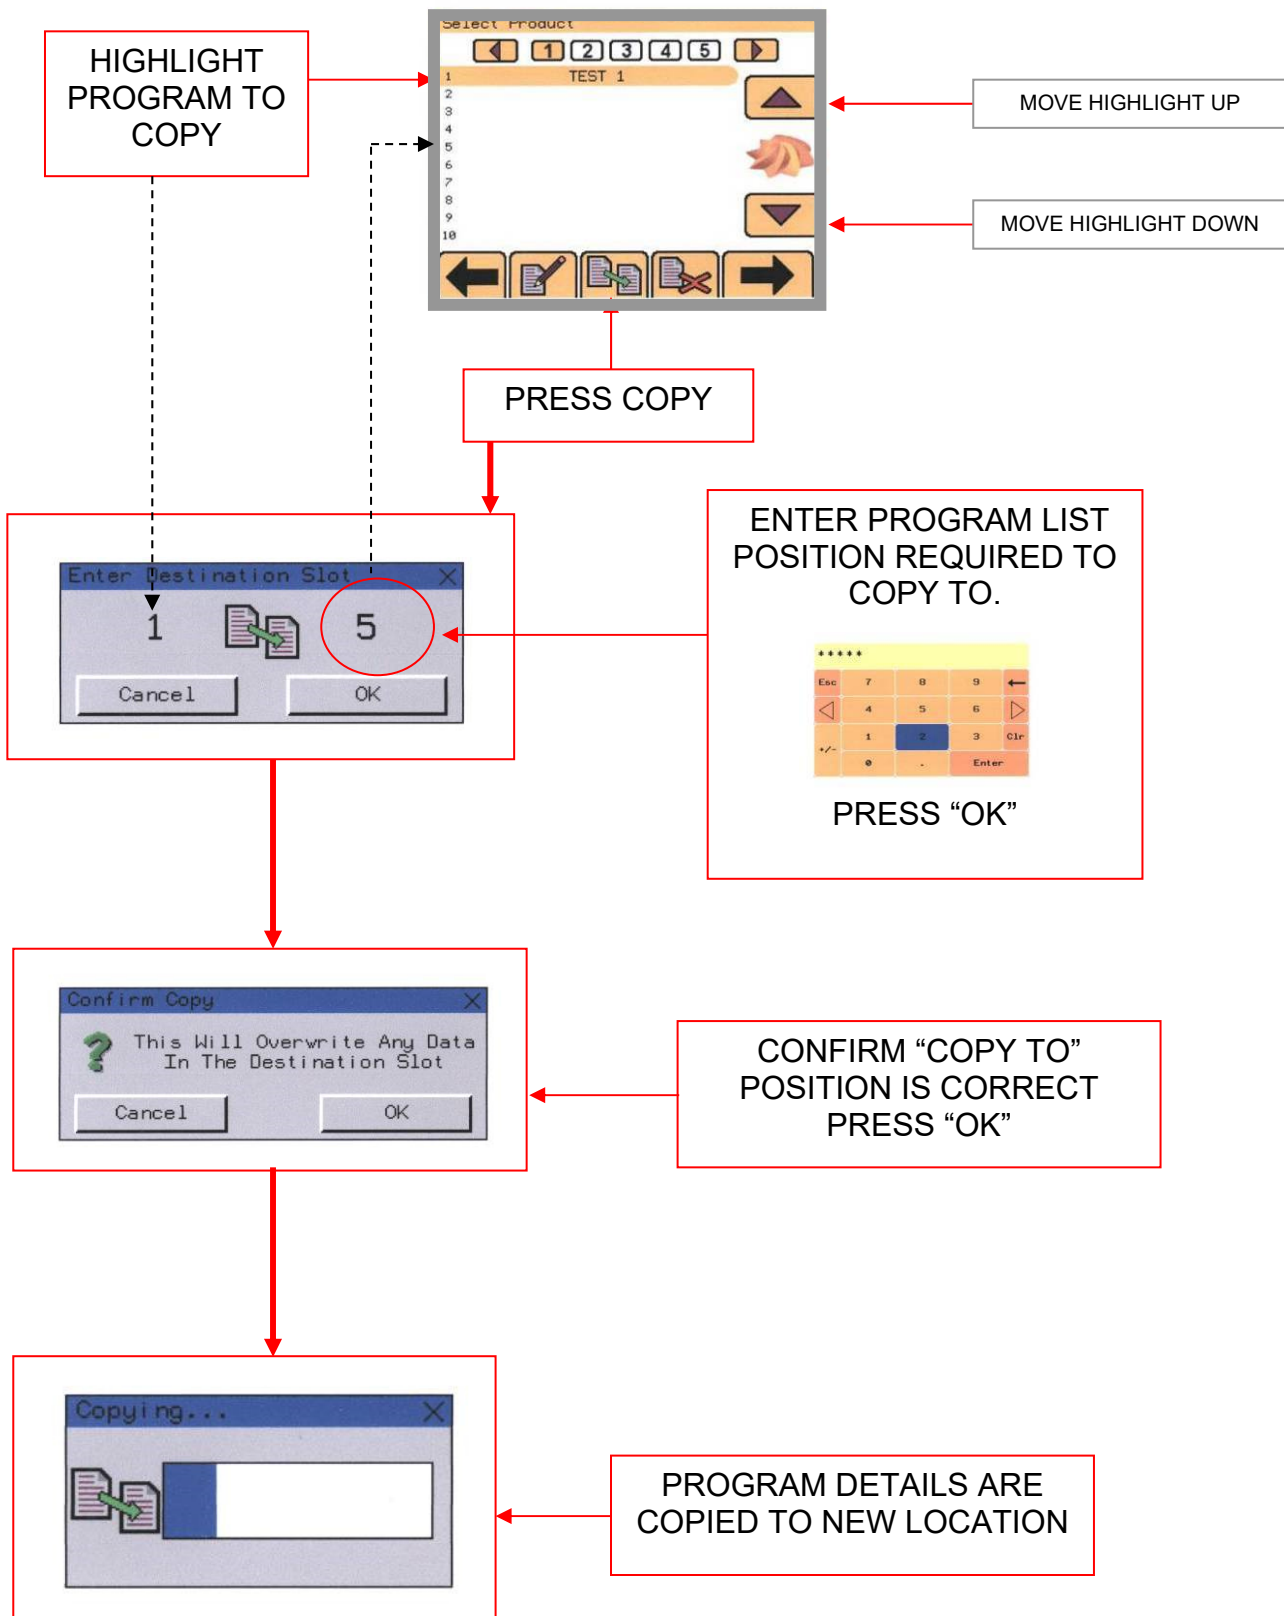 Select Product
1 2 3 4 5
1 TEST 1
2
3
4
5
6
7
8
9
10
HIGHLIGHT
PROGRAM TO
COPY
MOVE HIGHLIGHT UP
MOVE HIGHLIGHT DOWN
PRESS COPY
Enter Destination Slot
1 5
Cancel OK
ENTER PROGRAM LIST
POSITION REQUIRED TO
COPY TO.
*****
Esc 7 8 9
4 5 6
+/- 1 2 3 Clr
0 . Enter
PRESS “OK”
Confirm Copy
? This Will Overwrite Any Data
In The Destination Slot
Cancel OK
CONFIRM “COPY TO”
POSITION IS CORRECT
PRESS “OK”
Copying...
PROGRAM DETAILS ARE
COPIED TO NEW LOCATION